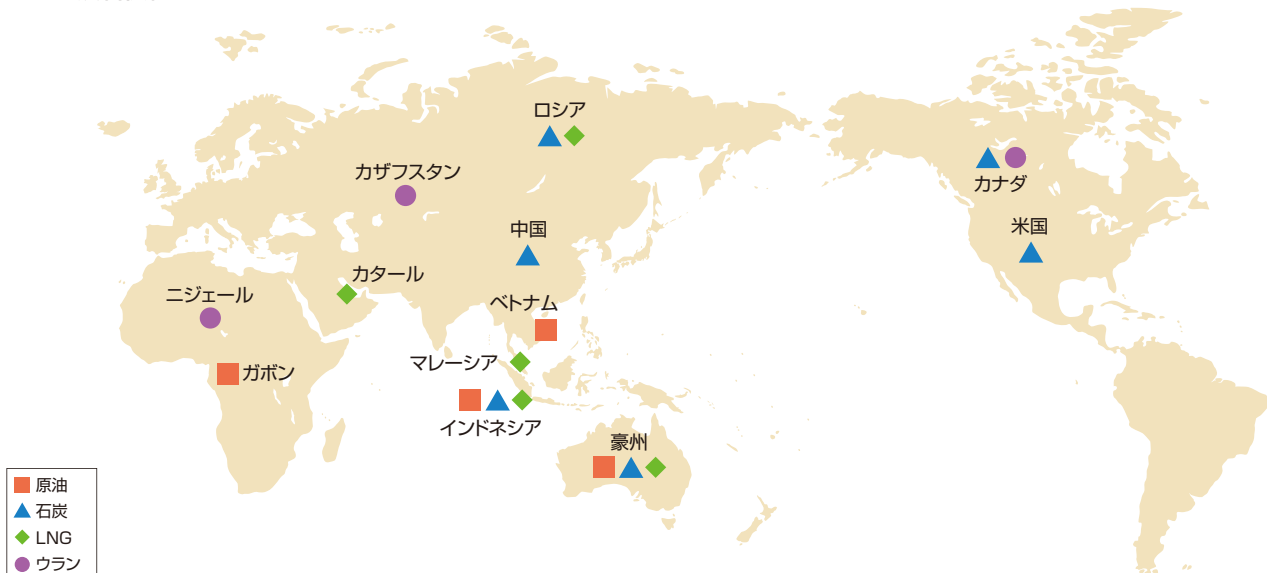 ロシア
カザフスタン
カナダ
中国
米国
カタール
ニジェール
ベトナム
マレーシア
ガボン
インドネシア
豪州
原油
石炭
LNG
ウラン